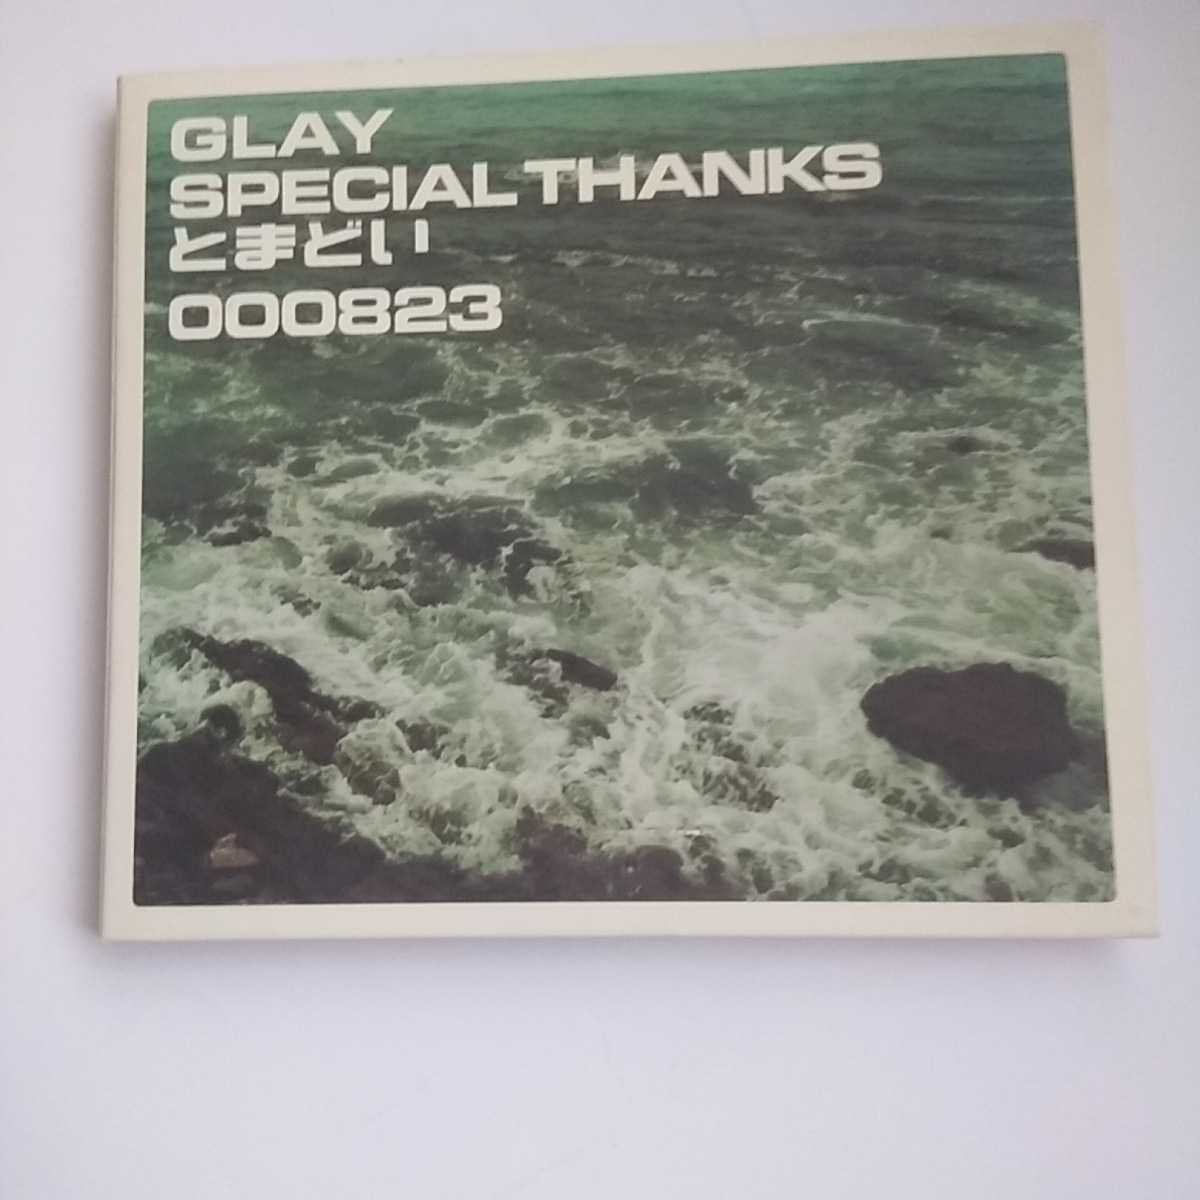 GLAY
SPECIAL THANKS
とまどい
000823